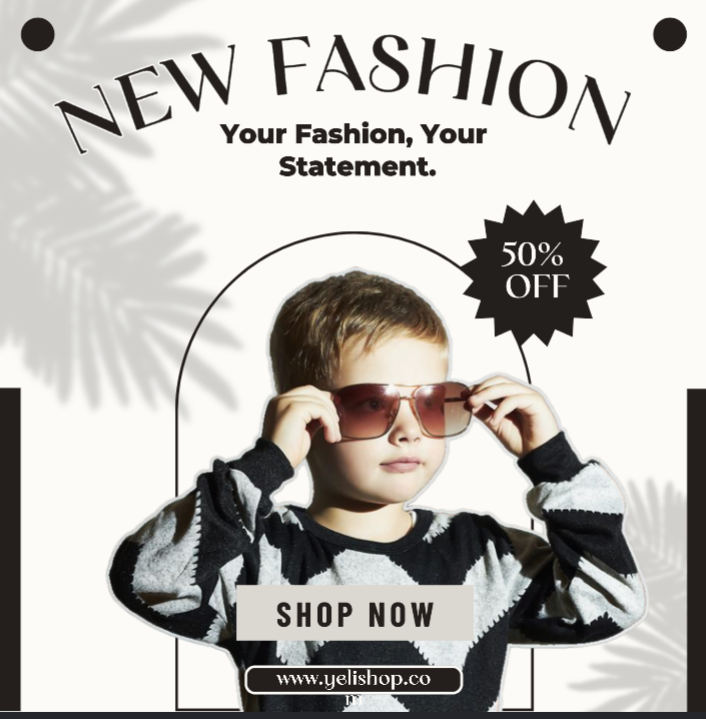 NEW FASHION
Your Fashion, Your
Statement.
50%
OFF
SHOP NOW
www.yelishop.co
m